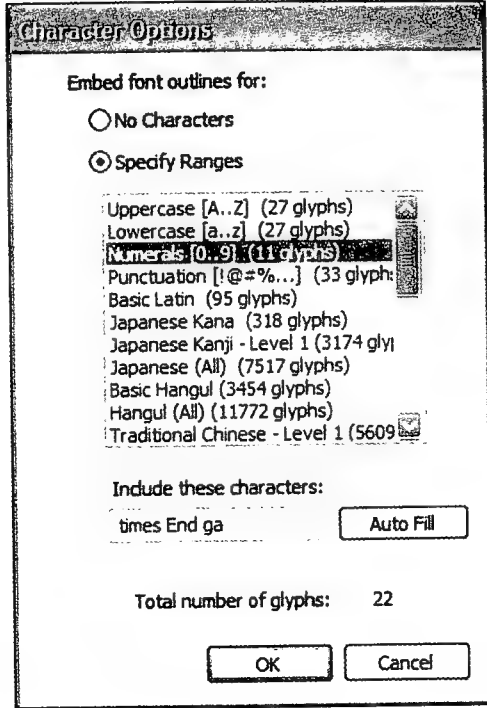 Character Options
Embed font outlines for:
No Characters
Specify Ranges
Uppercase [A..Z] (27 glyphs)
Lowercase [a..z] (27 glyphs)
Numerals [0..9] (11 glyphs)
Punctuation [!@#%...] (33 glyph:
Basic Latin (95 glyphs)
Japanese Kana (318 glyphs)
Japanese Kanji - Level 1 (3174 gly
Japanese (All) (7517 glyphs)
Basic Hangul (3454 glyphs)
Hangul (All) (11772 glyphs)
Traditional Chinese - Level 1 (5609
Include these characters:
times End ga
Auto Fill
Total number of glyphs: 22
OK
Cancel